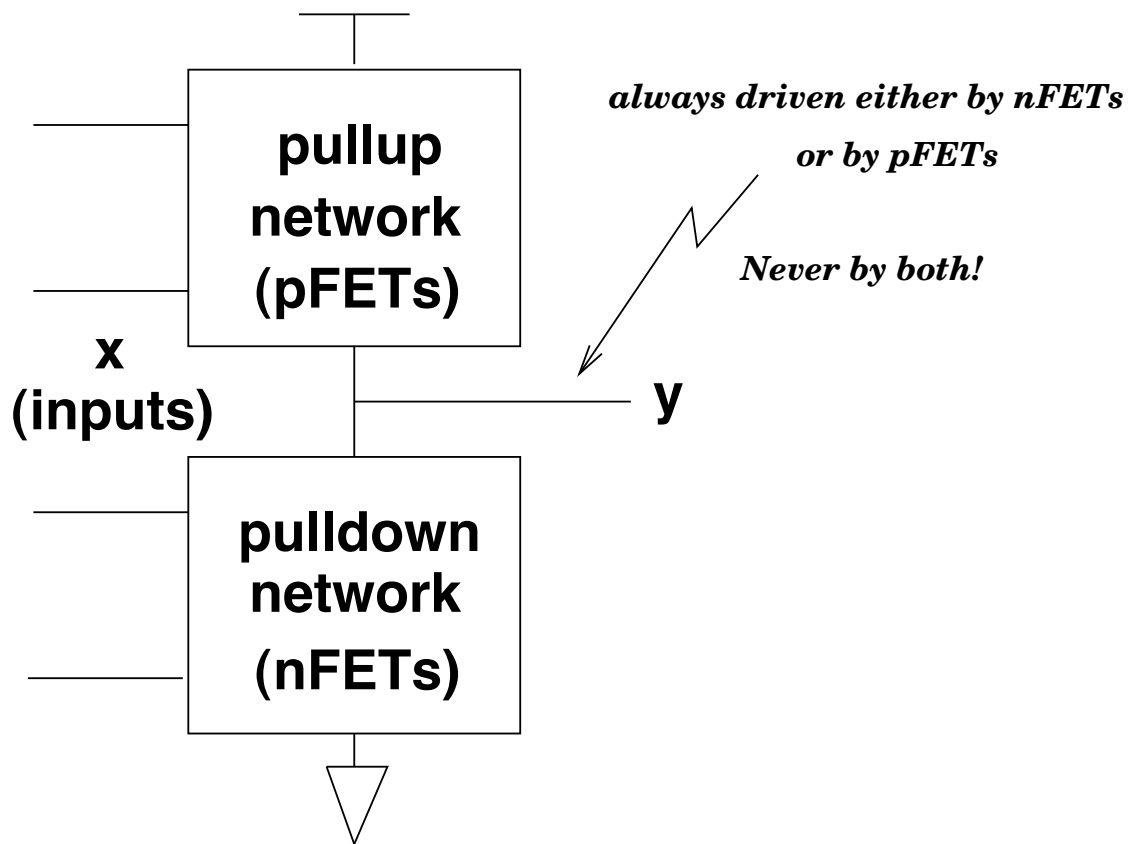 pullup
network
(pFETs)
always driven either by nFETs
or by pFETs
Never by both!
x
(inputs)
y
pulldown
network
(nFETs)